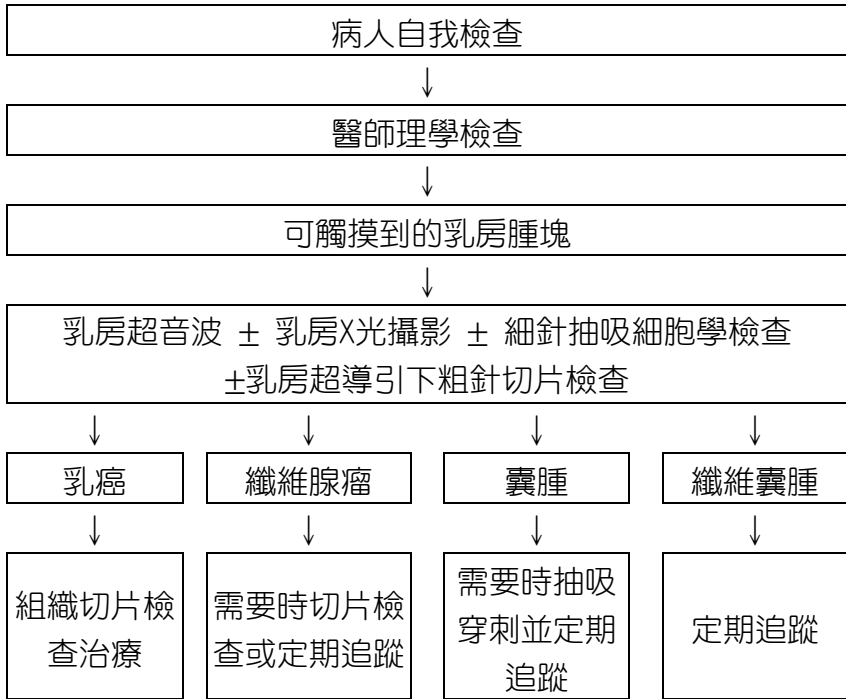 病人自我檢查
↓
醫師理學檢查
↓
可觸摸到的乳房腫塊
↓
乳房超音波 ± 乳房X光攝影 ± 細針抽吸細胞學檢查
±乳房超導引下粗針切片檢查
↓ ↓ ↓ ↓
乳癌 纖維腺瘤 囊腫 纖維囊腫
↓ ↓ ↓ ↓
組織切片檢
查治療
需要時切片檢
查或定期追蹤
需要時抽吸
穿刺並定期
追蹤
定期追蹤